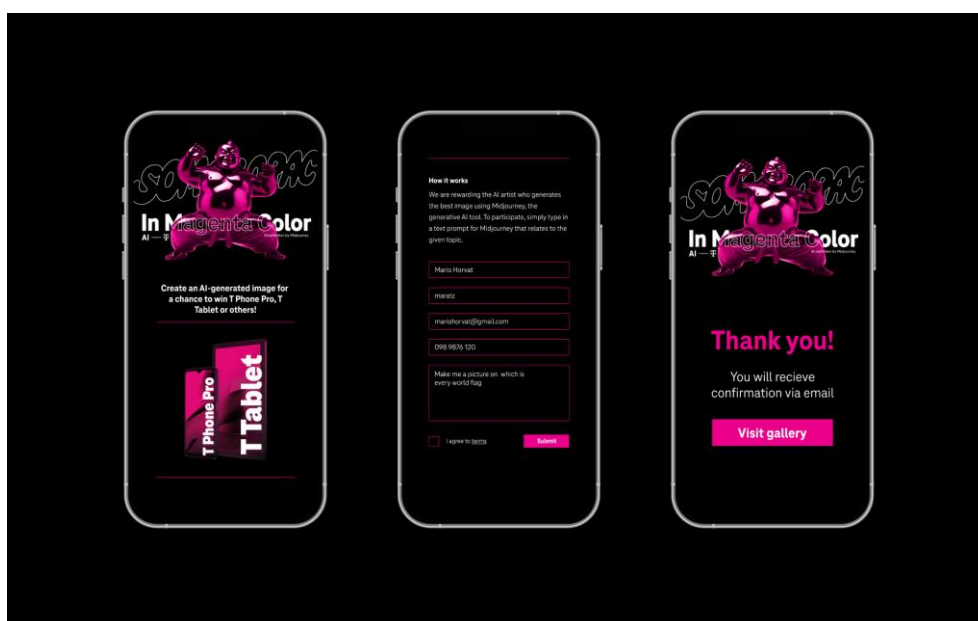 In Magenta Color
AI — T
Create an AI-generated image for
a chance to win T Phone Pro, T
Tablet or others!
T Phone Pro
T Tablet
How it works
We are rewarding the AI artist who generates
the best image using Midjourney, the
generative AI tool. To participate, simply type in
a text prompt for Midjourney that relates to the
given topic.
Mario Horvat
maratz
mariohorvat@gmail.com
098 9876 120
Make me a picture on which is
every world flag
I agree to terms
Submit
In Magenta Color
AI — T
Thank you!
You will recieve
confirmation via email
Visit gallery